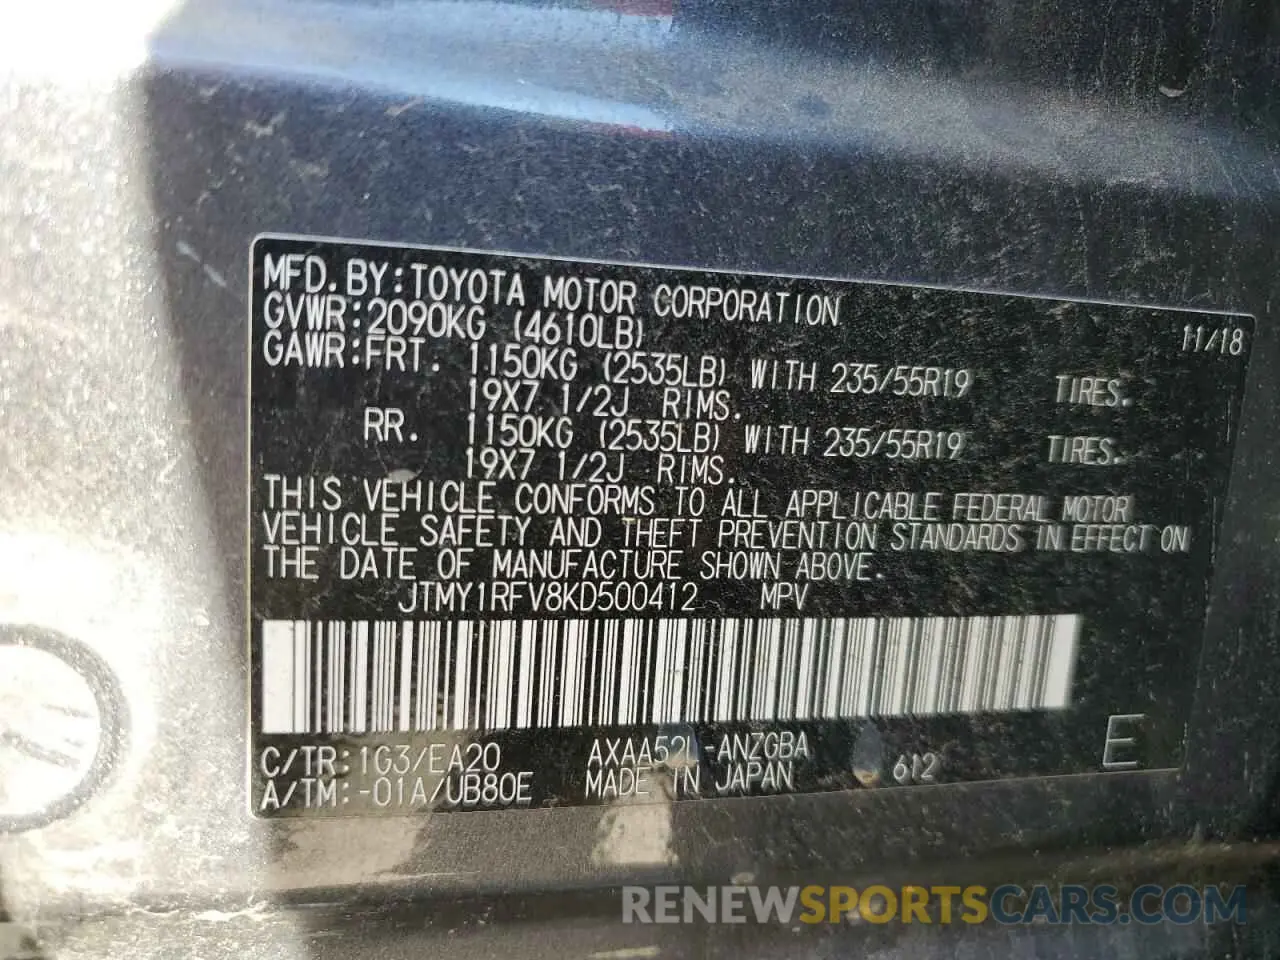 MFD.BY:TOYOTA MOTOR CORPORATION 11/18
GVWR:2090KG (4610LB)
GAWR:FRT. 1150KG (2535LB) WITH 235/55R19 TIRES.
19X7 1/2J RIMS.
RR. 1150KG (2535LB) WITH 235/55R19 TIRES.
19X7 1/2J RIMS.
THIS VEHICLE CONFORMS TO ALL APPLICABLE FEDERAL MOTOR
VEHICLE SAFETY AND THEFT PREVENTION STANDARDS IN EFFECT ON
THE DATE OF MANUFACTURE SHOWN ABOVE.
JTMY1RFV8KD500412 MPV
C/TR:1G3/EA20 AXAA52L-ANZGBA E
A/TM:-01A/UB80E MADE IN JAPAN 612
RENEWSPORTSCARS.COM